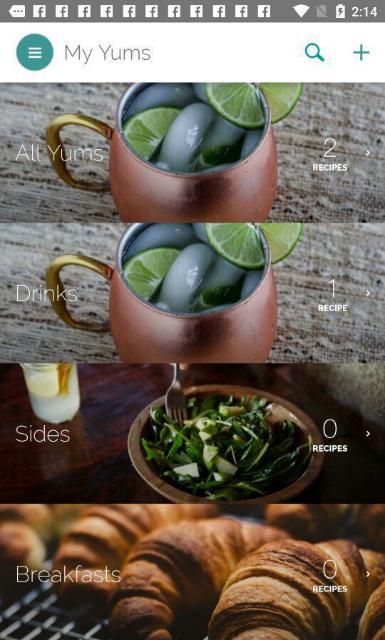 2:14
My Yums
All Yums
2
RECIPES
Drinks
1
RECIPE
Sides
0
RECIPES
Breakfasts
0
RECIPES